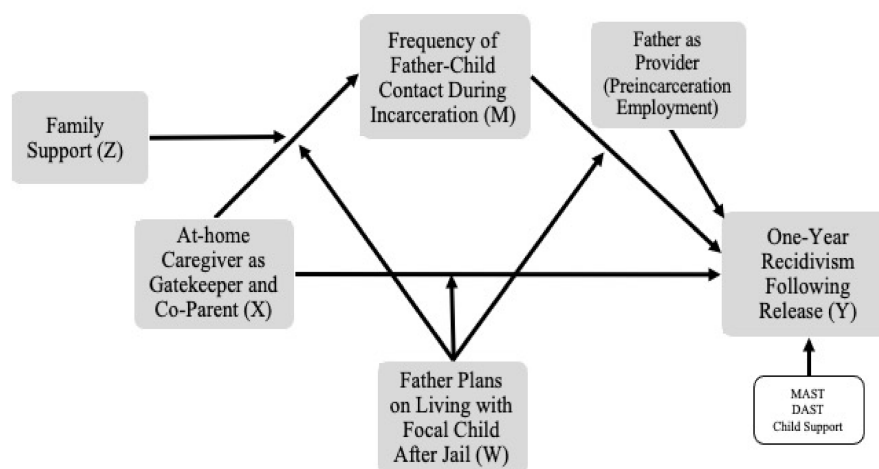 Frequency of
Father-Child
Contact During
Incarceration (M)
Father as
Provider
(Preincarceration
Employment)
Family
Support (Z)
At-home
Caregiver as
Gatekeeper and
Co-Parent (X)
One-Year
Recidivism
Following
Release (Y)
Father Plans
on Living with
Focal Child
After Jail (W)
MAST
DAST
Child Support